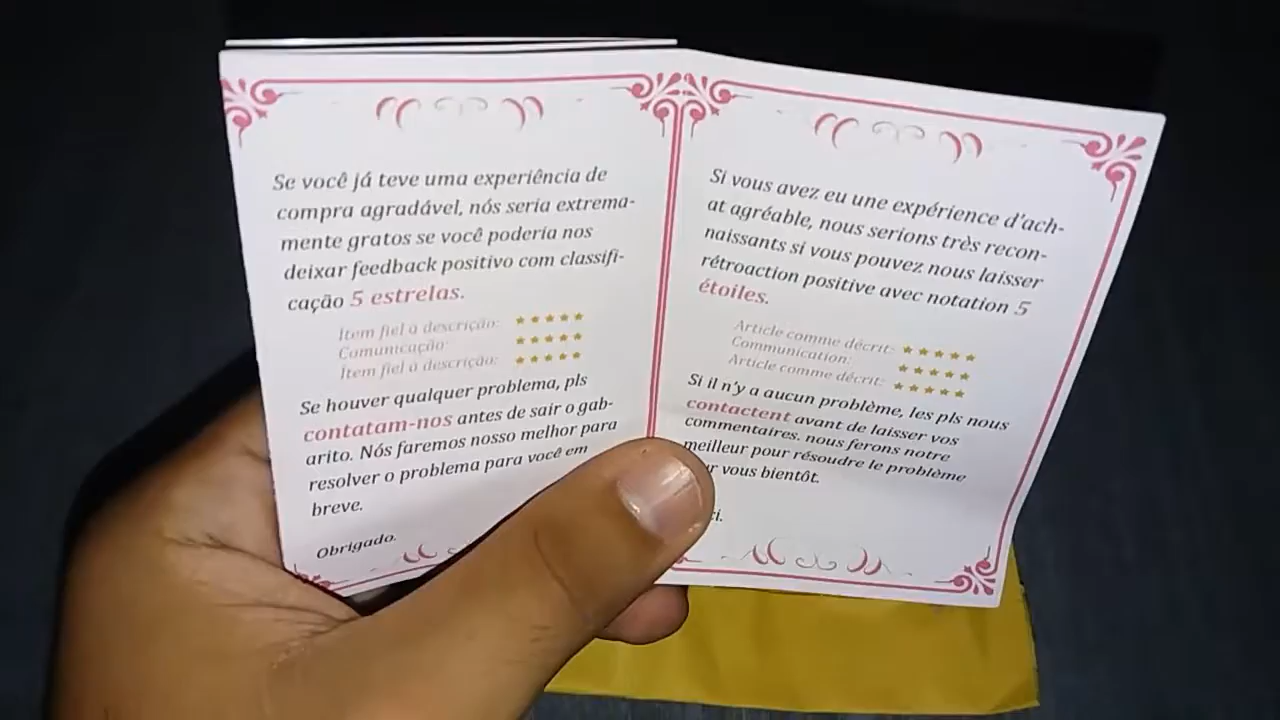 Se você já teve uma experiência de
compra agradável, nós seria extrema-
mente gratos se você poderia nos
deixar feedback positivo com classifi-
cação 5 estrelas.
Item fiel a descrição:
Comunicação:
Item fiel a descrição:
Se houver qualquer problema, pls
contatam-nos antes de sair o gab-
arito. Nós faremos nosso melhor para
resolver o problema para você em
breve.
Obrigado.
Si vous avez eu une expérience d'ach-
at agréable, nous serions très recon-
naissants si vous pouvez nous laisser
rétroaction positive avec notation 5
étoiles.
Article comme décrit:
Communication:
Article comme décrit:
Si il n'y a aucun problème, les pls nous
contactent avant de laisser vos
commentaires. nous ferons notre
meilleur pour résoudre le problème
vous bientôt.